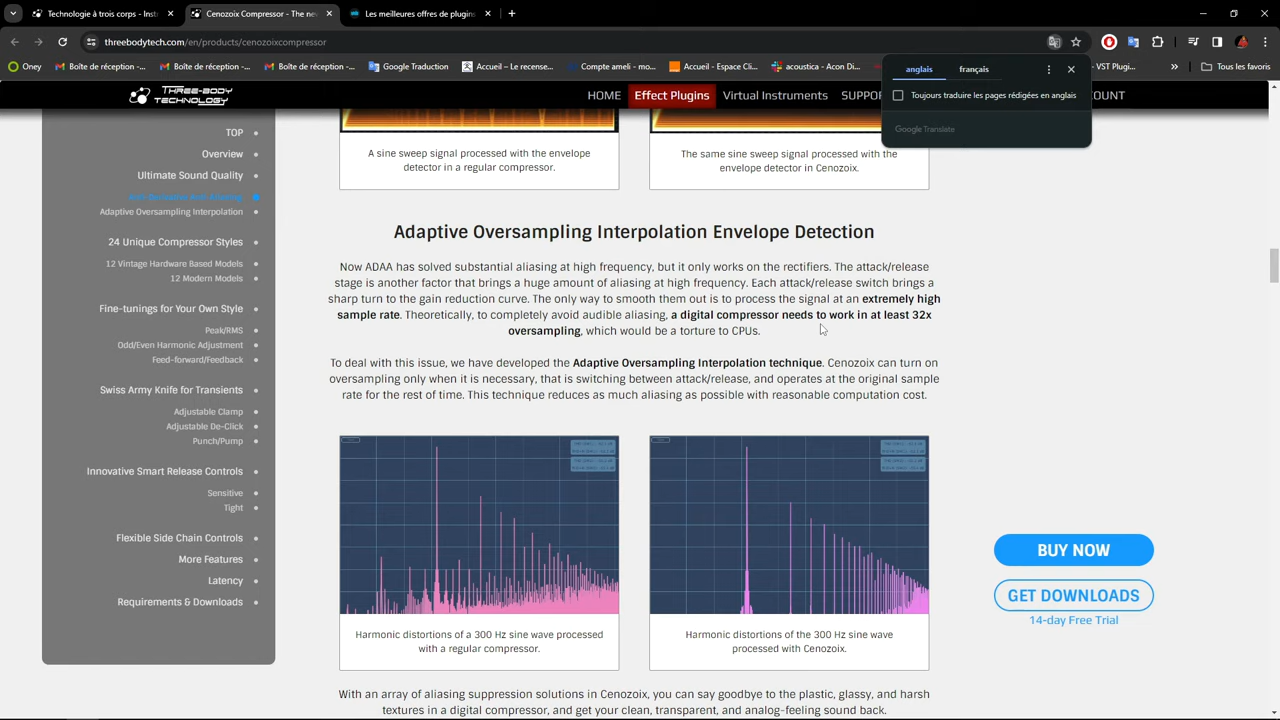 Technologie à trois corps - Inst
Cenozoix Compressor - The ne
Les meilleures offres de plugins
threebodytech.com/en/products/cenozoixcompressor
Oney
Boîte de réception -...
Boîte de réception -...
Boîte de réception -...
Google Traduction
Accueil – Le recense...
Compte ameli - mo...
Accueil - Espace Cli...
acoustica - Acon Di...
VST Plug...
Tous les favoris
anglais
français
Toujours traduire les pages rédigées en anglais
Google Translate
THREE-BODY
TECHNOLOGY
HOME
Effect Plugins
Virtual Instruments
SUPPO
OUNT
TOP
Overview
Ultimate Sound Quality
Adaptive Oversampling Interpolation
24 Unique Compressor Styles
12 Vintage Hardware Based Models
12 Modern Models
Fine-tunings for Your Own Style
Peak/RMS
Odd/Even Harmonic Adjustment
Feed-forward/Feedback
Swiss Army Knife for Transients
Adjustable Clamp
Adjustable De-Click
Punch/Pump
Innovative Smart Release Controls
Sensitive
Tight
Flexible Side Chain Controls
More Features
Latency
Requirements & Downloads
A sine sweep signal processed with the envelope
detector in a regular compressor.
The same sine sweep signal processed with the
envelope detector in Cenozoix.
Adaptive Oversampling Interpolation Envelope Detection
Now ADAA has solved substantial aliasing at high frequency, but it only works on the rectifiers. The attack/release
stage is another factor that brings a huge amount of aliasing at high frequency. Each attack/release switch brings a
sharp turn to the gain reduction curve. The only way to smooth them out is to process the signal at an extremely high
sample rate. Theoretically, to completely avoid audible aliasing, a digital compressor needs to work in at least 32x
oversampling, which would be a torture to CPUs.
To deal with this issue, we have developed the Adaptive Oversampling Interpolation technique. Cenozoix can turn on
oversampling only when it is necessary, that is switching between attack/release, and operates at the original sample
rate for the rest of time. This technique reduces as much aliasing as possible with reasonable computation cost.
Harmonic distortions of a 300 Hz sine wave processed
with a regular compressor.
Harmonic distortions of the 300 Hz sine wave
processed with Cenozoix.
With an array of aliasing suppression solutions in Cenozoix, you can say goodbye to the plastic, glassy, and harsh
textures in a digital compressor, and get your clean, transparent, and analog-feeling sound back.
BUY NOW
GET DOWNLOADS
14-day Free Trial